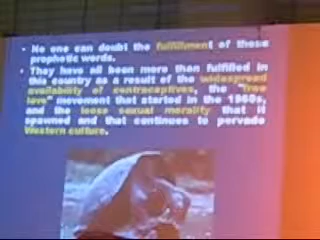 • No one can doubt the fulfillment of these
prophetic words.
• They have all been more than fulfilled in
this country as a result of the widespread
availability of contraceptives, the "free
love" movement that started in the 1960s,
and the loose sexual morality that it
spawned and that continues to pervade
Western culture.